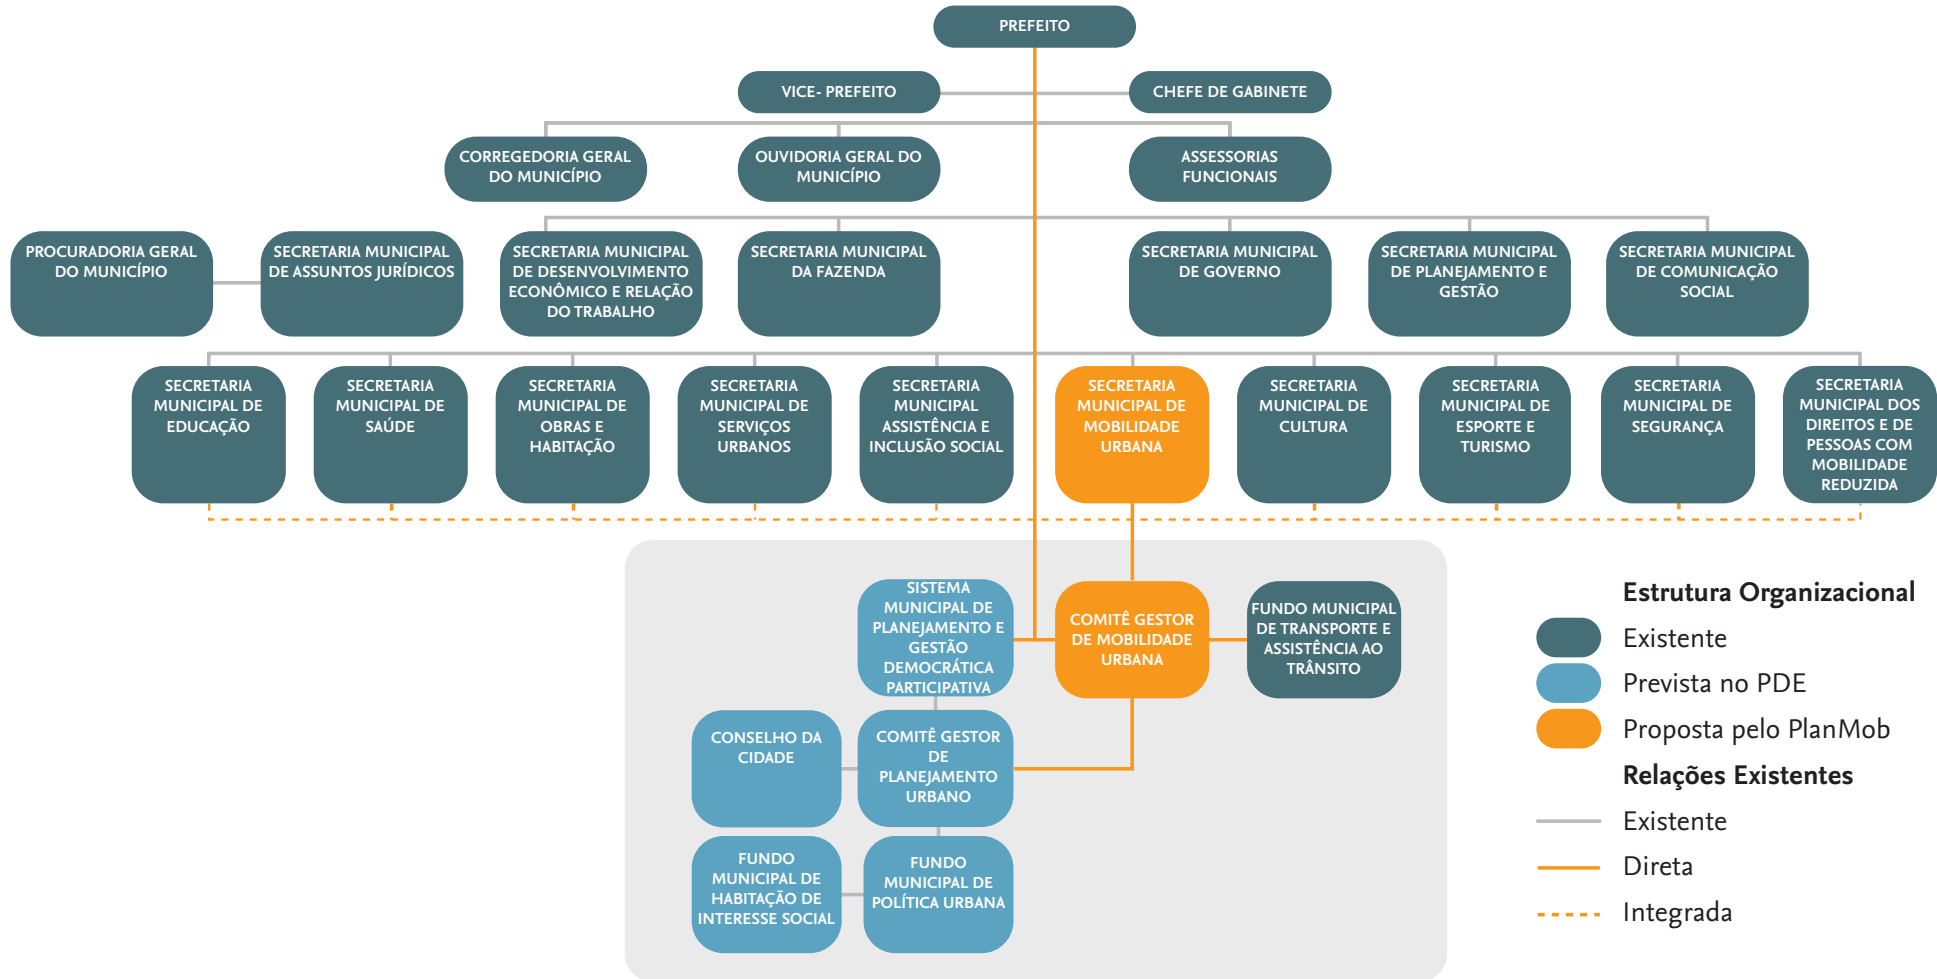 PREFEITO
VICE- PREFEITO
CHEFE DE GABINETE
CORREGEDORIA GERAL
DO MUNICÍPIO
OUVIDORIA GERAL DO
MUNICÍPIO
ASSESSORIAS
FUNCIONAIS
PROCURADORIA GERAL
DO MUNICÍPIO
SECRETARIA MUNICIPAL
DE ASSUNTOS JURÍDICOS
SECRETARIA MUNICIPAL
DE DESENVOLVIMENTO
ECONÔMICO E RELAÇÃO
DO TRABALHO
SECRETARIA MUNICIPAL
DA FAZENDA
SECRETARIA MUNICIPAL
DE GOVERNO
SECRETARIA MUNICIPAL
DE PLANEJAMENTO E
GESTÃO
SECRETARIA MUNICIPAL
DE COMUNICAÇÃO
SOCIAL
SECRETARIA
MUNICIPAL DE
EDUCAÇÃO
SECRETARIA
MUNICIPAL DE
SAÚDE
SECRETARIA
MUNICIPAL DE
OBRAS E
HABITAÇÃO
SECRETARIA
MUNICIPAL DE
SERVIÇOS
URBANOS
SECRETARIA
MUNICIPAL
ASSISTÊNCIA E
INCLUSÃO SOCIAL
SECRETARIA
MUNICIPAL DE
MOBILIDADE
URBANA
SECRETARIA
MUNICIPAL DE
CULTURA
SECRETARIA
MUNICIPAL DE
ESPORTE E
TURISMO
SECRETARIA
MUNICIPAL DE
SEGURANÇA
SECRETARIA
MUNICIPAL DOS
DIREITOS E DE
PESSOAS COM
MOBILIDADE
REDUZIDA
SISTEMA
MUNICIPAL DE
PLANEJAMENTO E
GESTÃO
DEMOCRÁTICA
PARTICIPATIVA
COMITÊ GESTOR
DE MOBILIDADE
URBANA
FUNDO MUNICIPAL
DE TRANSPORTE E
ASSISTÊNCIA AO
TRÂNSITO
CONSELHO DA
CIDADE
COMITÊ GESTOR
DE
PLANEJAMENTO
URBANO
FUNDO
MUNICIPAL DE
HABITAÇÃO DE
INTERESSE SOCIAL
FUNDO
MUNICIPAL DE
POLÍTICA URBANA
Estrutura Organizacional
Existente
Prevista no PDE
Proposta pelo PlanMob
Relações Existentes
Existente
Direta
Integrada